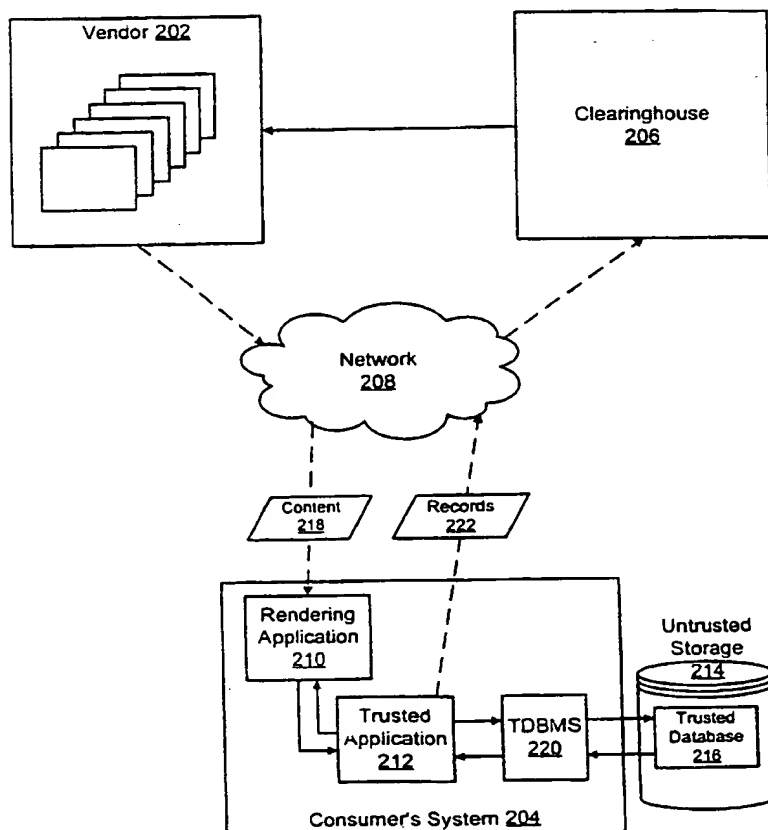 Vendor 202
Clearinghouse
206
Network
208
Content
218
Records
222
Rendering
Application
210
Untrusted
Storage
214
Trusted
Application
212
TDBMS
220
Trusted
Database
216
Consumer's System 204